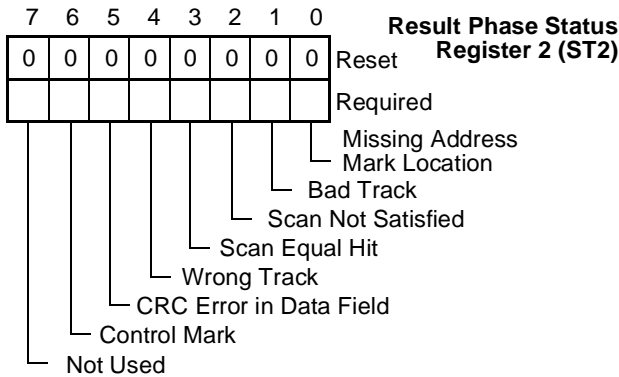 7 6 5 4 3 2 1 0
Result Phase Status
Register 2 (ST2)
0 0 0 0 0 0 0 0 Reset
Required
Missing Address
Mark Location
Bad Track
Scan Not Satisfied
Scan Equal Hit
Wrong Track
CRC Error in Data Field
Control Mark
Not Used